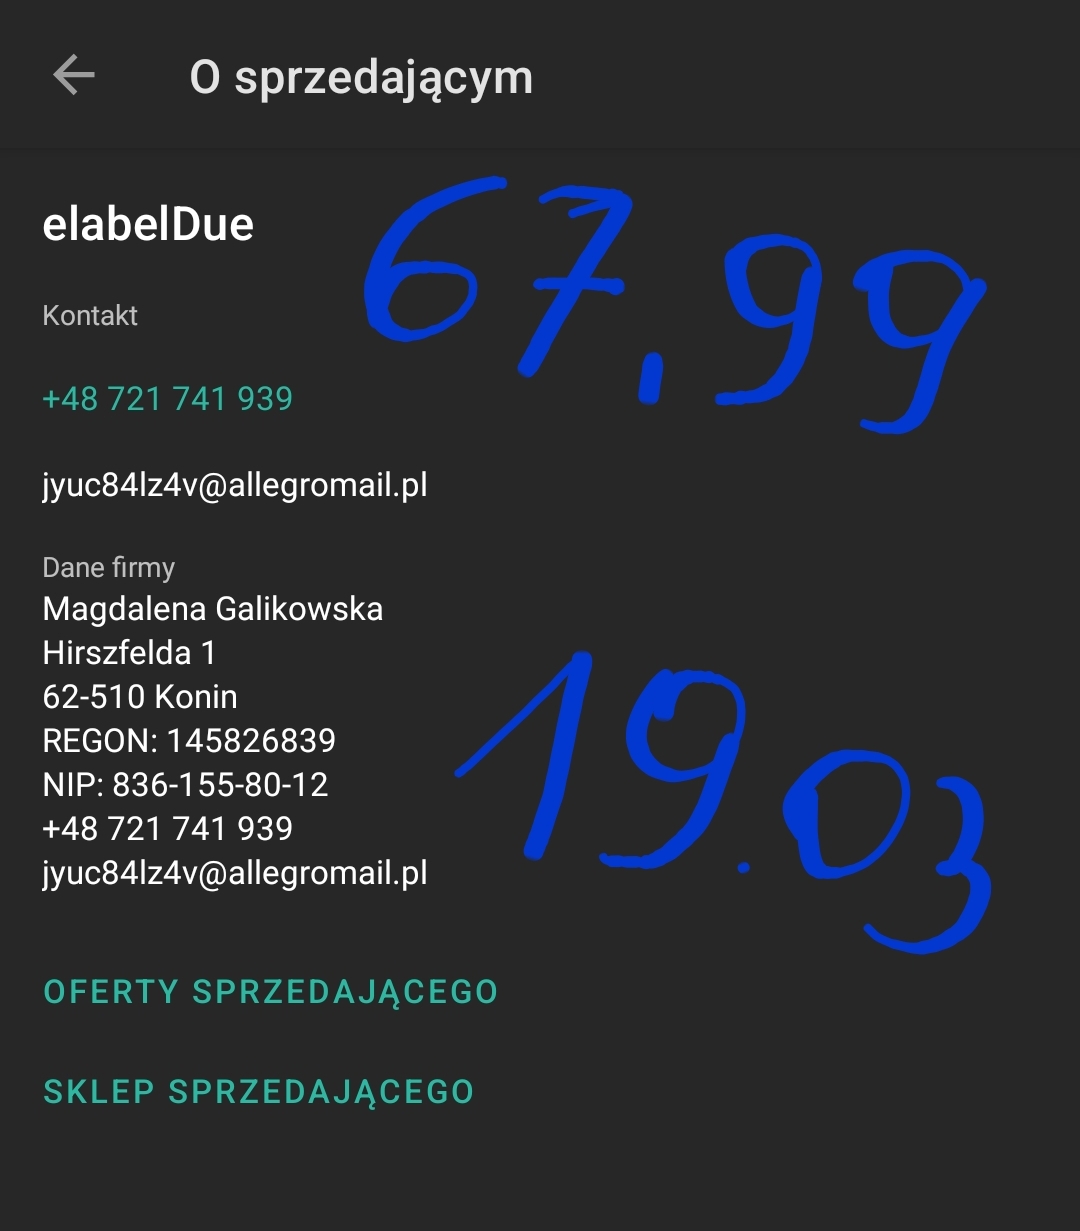 O sprzedającym
elabelDue
67,99
Kontakt
+48 721 741 939
jyuc84lz4v@allegromail.pl
Dane firmy
Magdalena Galikowska
Hirszfelda 1
62-510 Konin
REGON: 145826839
NIP: 836-155-80-12
+48 721 741 939
jyuc84lz4v@allegromail.pl
19.03
OFERTY SPRZEDAJĄCEGO
SKLEP SPRZEDAJĄCEGO